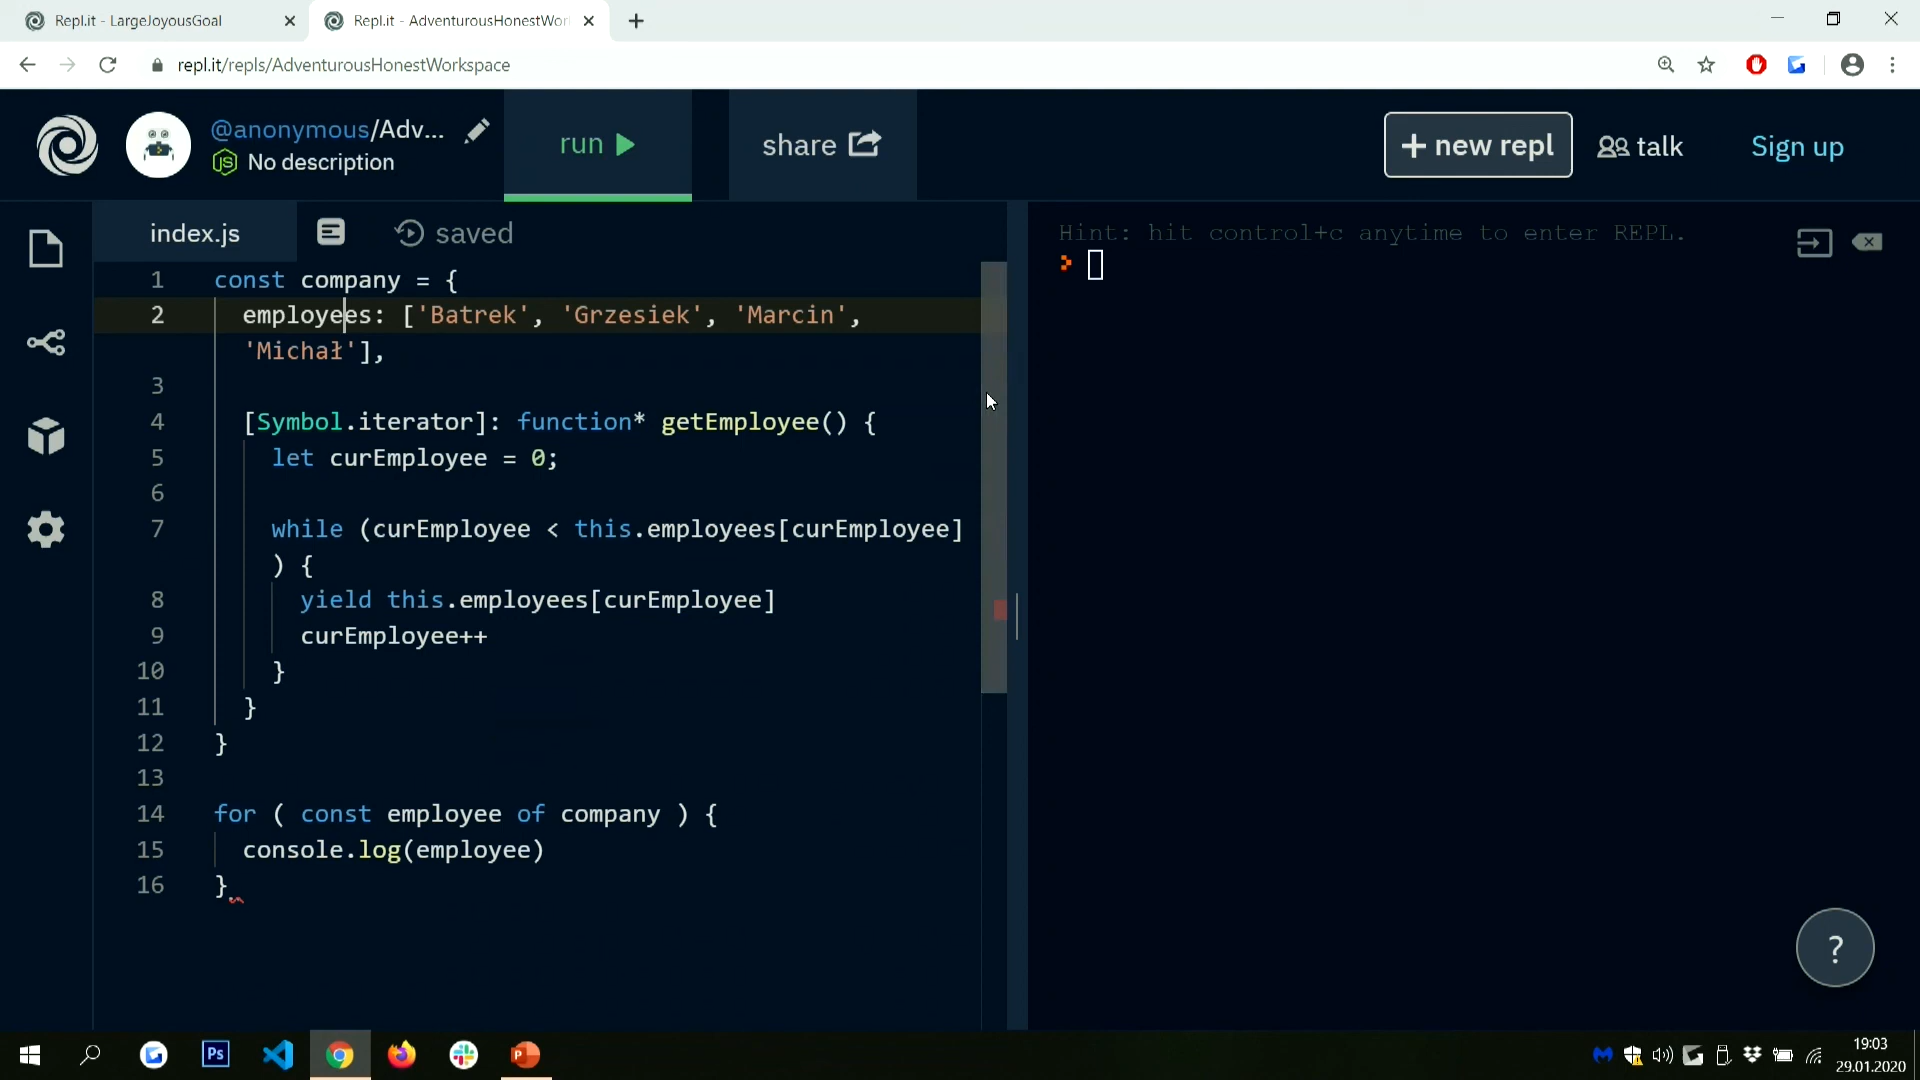 Repl.it - LargeJoyousGoal
Repl.it - AdventurousHonestWor
repl.it/repls/AdventurousHonestWorkspace
@anonymous/Adv...
No description
run
share
+ new repl
talk
Sign up
index.js
saved
1 const company = {
2 employees: ['Batrek', 'Grzesiek', 'Marcin',
'Michał'],
3
4 [Symbol.iterator]: function* getEmployee() {
5 let curEmployee = 0;
6
7 while (curEmployee < this.employees[curEmployee]
) {
8 yield this.employees[curEmployee]
9 curEmployee++
10 }
11 }
12 }
13
14 for ( const employee of company ) {
15 console.log(employee)
16 }
Hint: hit control+c anytime to enter REPL.
?
Ps
19:03
29.01.2020